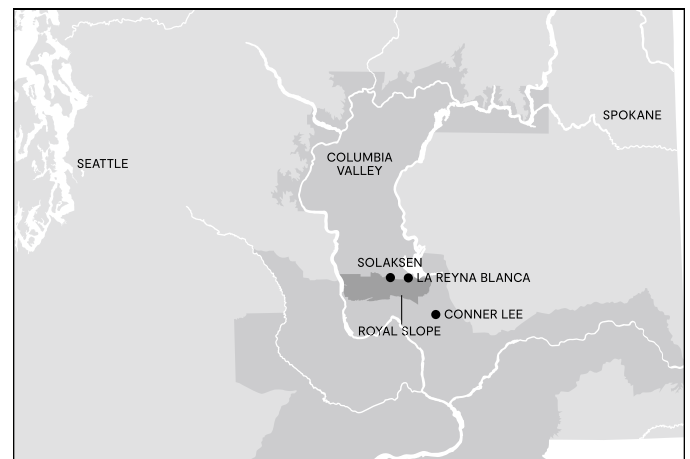 SPOKANE
SEATTLE
COLUMBIA
VALLEY
SOLAKSEN
LA REYNA BLANCA
CONNER LEE
ROYAL SLOPE